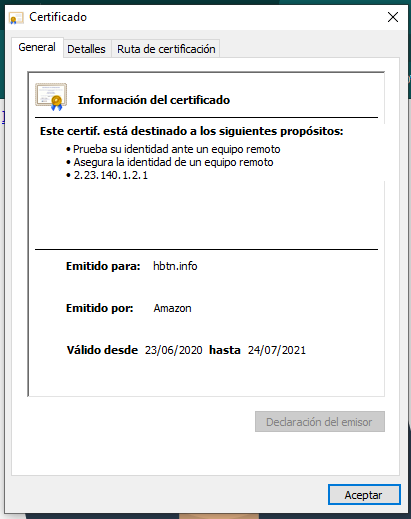 Certificado
General Detalles Ruta de certificación
Información del certificado
Este certif. está destinado a los siguientes propósitos:
• Prueba su identidad ante un equipo remoto
• Asegura la identidad de un equipo remoto
• 2.23.140.1.2.1
Emitido para: hbtn.info
Emitido por: Amazon
Válido desde 23/06/2020 hasta 24/07/2021
Declaración del emisor
Aceptar